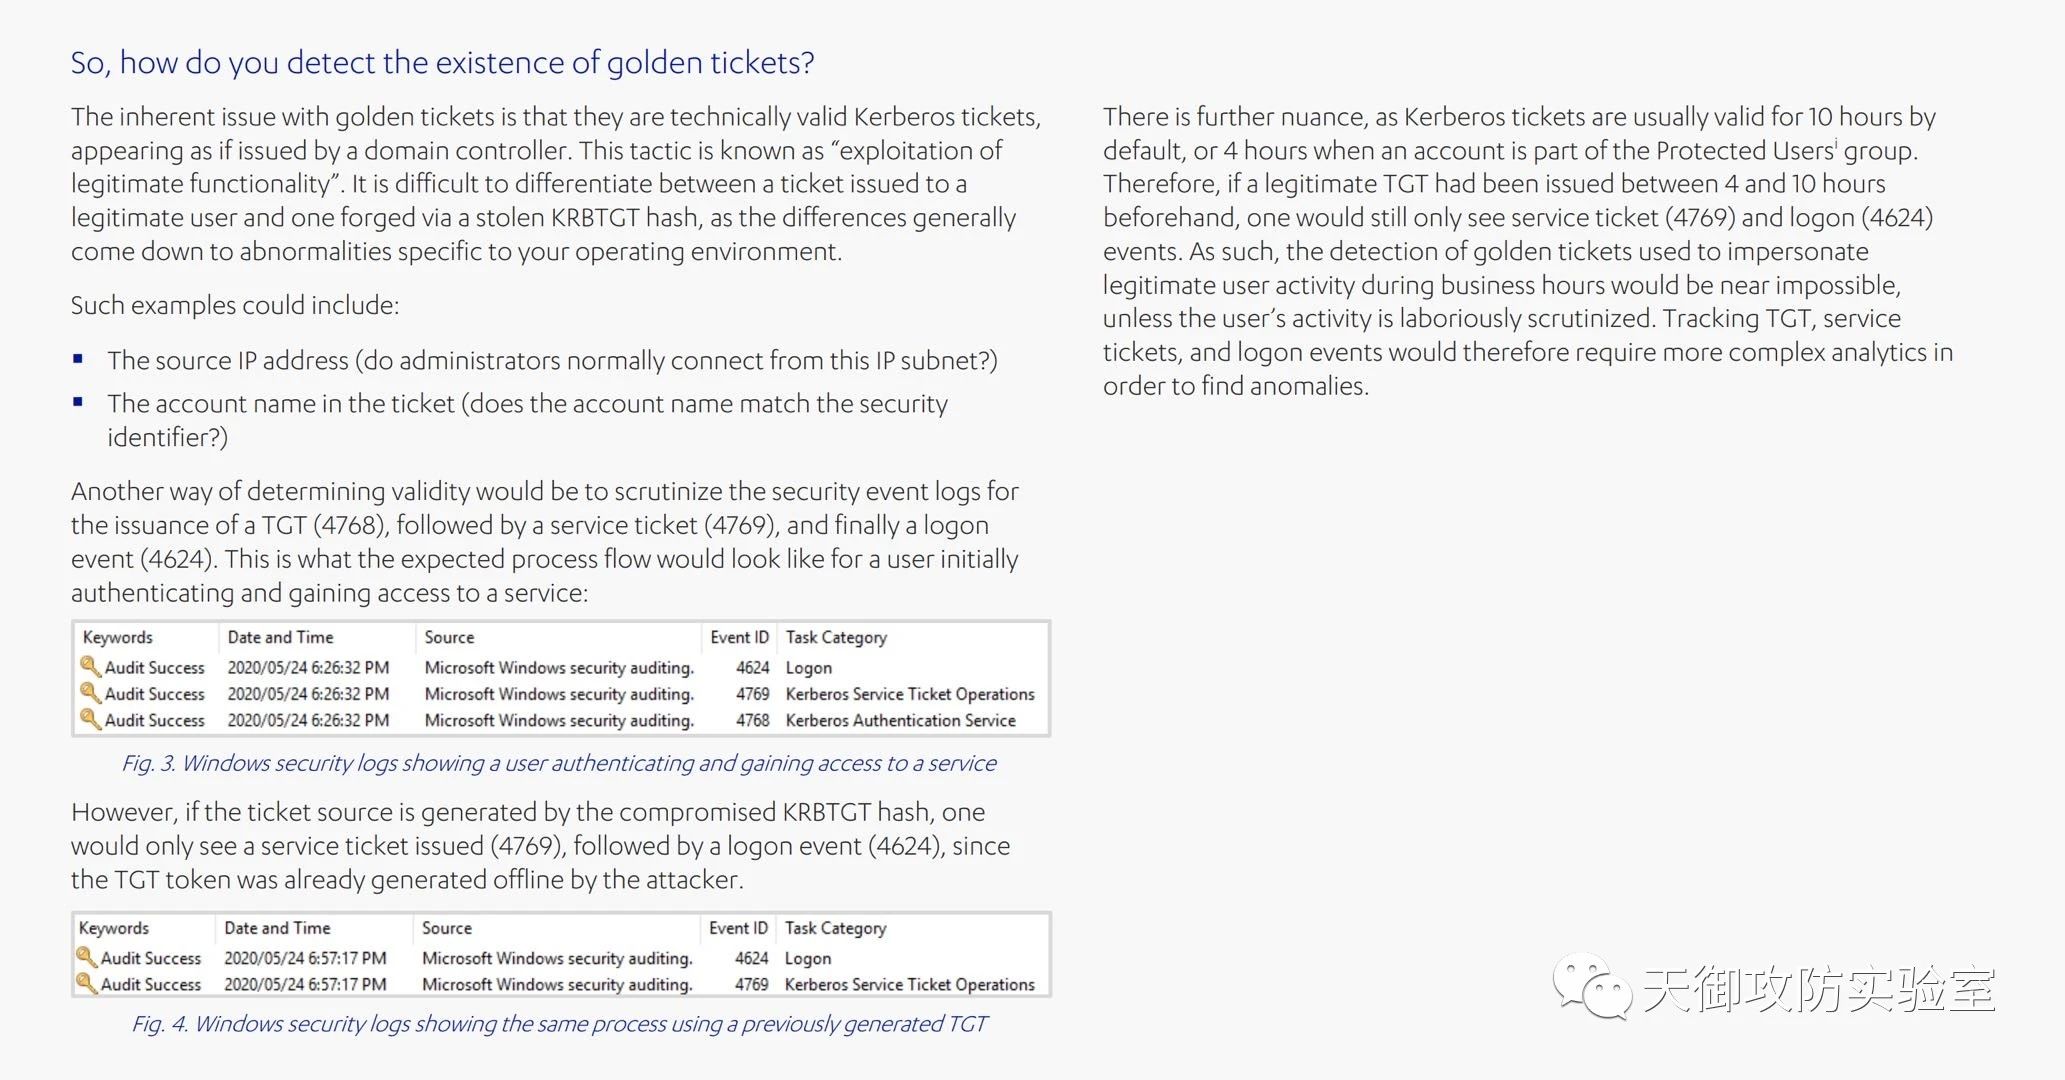 So, how do you detect the existence of golden tickets?
The inherent issue with golden tickets is that they are technically valid Kerberos tickets,
appearing as if issued by a domain controller. This tactic is known as “exploitation of
legitimate functionality”. It is difficult to differentiate between a ticket issued to a
legitimate user and one forged via a stolen KRBTGT hash, as the differences generally
come down to abnormalities specific to your operating environment.
Such examples could include:
▪ The source IP address (do administrators normally connect from this IP subnet?)
▪ The account name in the ticket (does the account name match the security
identifier?)
Another way of determining validity would be to scrutinize the security event logs for
the issuance of a TGT (4768), followed by a service ticket (4769), and finally a logon
event (4624). This is what the expected process flow would look like for a user initially
authenticating and gaining access to a service:
Keywords Date and Time Source Event ID Task Category
Audit Success 2020/05/24 6:26:32 PM Microsoft Windows security auditing. 4624 Logon
Audit Success 2020/05/24 6:26:32 PM Microsoft Windows security auditing. 4769 Kerberos Service Ticket Operations
Audit Success 2020/05/24 6:26:32 PM Microsoft Windows security auditing. 4768 Kerberos Authentication Service
Fig. 3. Windows security logs showing a user authenticating and gaining access to a service
However, if the ticket source is generated by the compromised KRBTGT hash, one
would only see a service ticket issued (4769), followed by a logon event (4624), since
the TGT token was already generated offline by the attacker.
Keywords Date and Time Source Event ID Task Category
Audit Success 2020/05/24 6:57:17 PM Microsoft Windows security auditing. 4624 Logon
Audit Success 2020/05/24 6:57:17 PM Microsoft Windows security auditing. 4769 Kerberos Service Ticket Operations
Fig. 4. Windows security logs showing the same process using a previously generated TGT
There is further nuance, as Kerberos tickets are usually valid for 10 hours by
default, or 4 hours when an account is part of the Protected Usersⁱ group.
Therefore, if a legitimate TGT had been issued between 4 and 10 hours
beforehand, one would still only see service ticket (4769) and logon (4624)
events. As such, the detection of golden tickets used to impersonate
legitimate user activity during business hours would be near impossible,
unless the user’s activity is laboriously scrutinized. Tracking TGT, service
tickets, and logon events would therefore require more complex analytics in
order to find anomalies.
天御攻防实验室